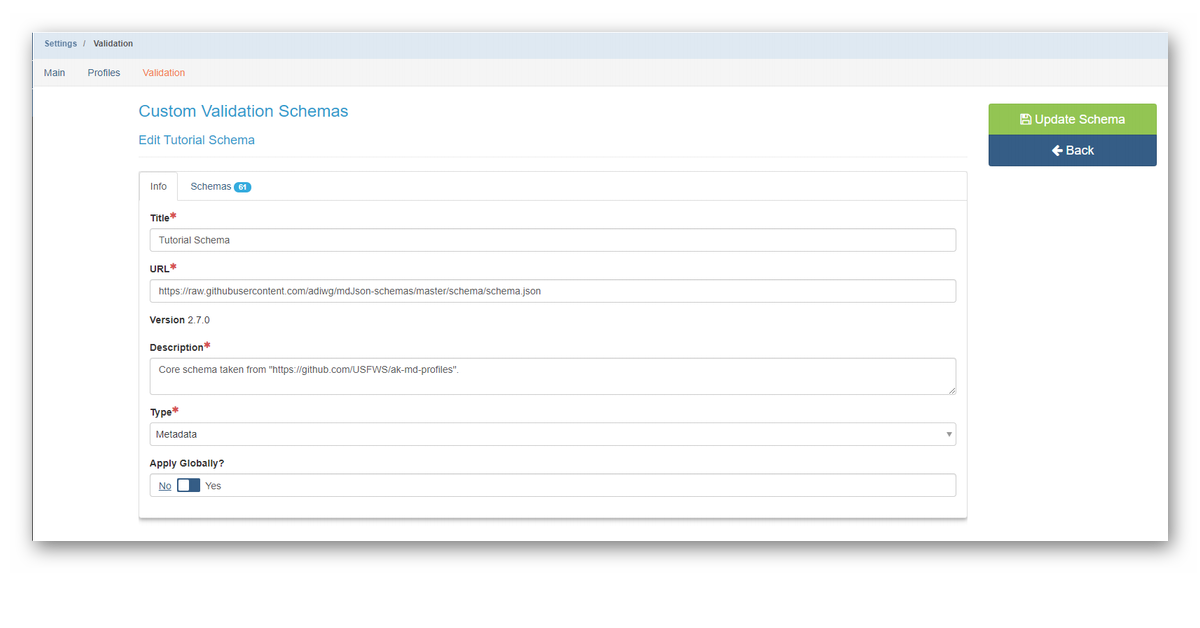 Settings / Validation
Main Profiles Validation
Custom Validation Schemas
Edit Tutorial Schema
Update Schema
Back
Info Schemas 61
Title*
Tutorial Schema
URL*
https://raw.githubusercontent.com/adiwg/mdJson-schemas/master/schema/schema.json
Version 2.7.0
Description*
Core schema taken from "https://github.com/USFWS/ak-md-profiles".
Type*
Metadata
Apply Globally?
No Yes